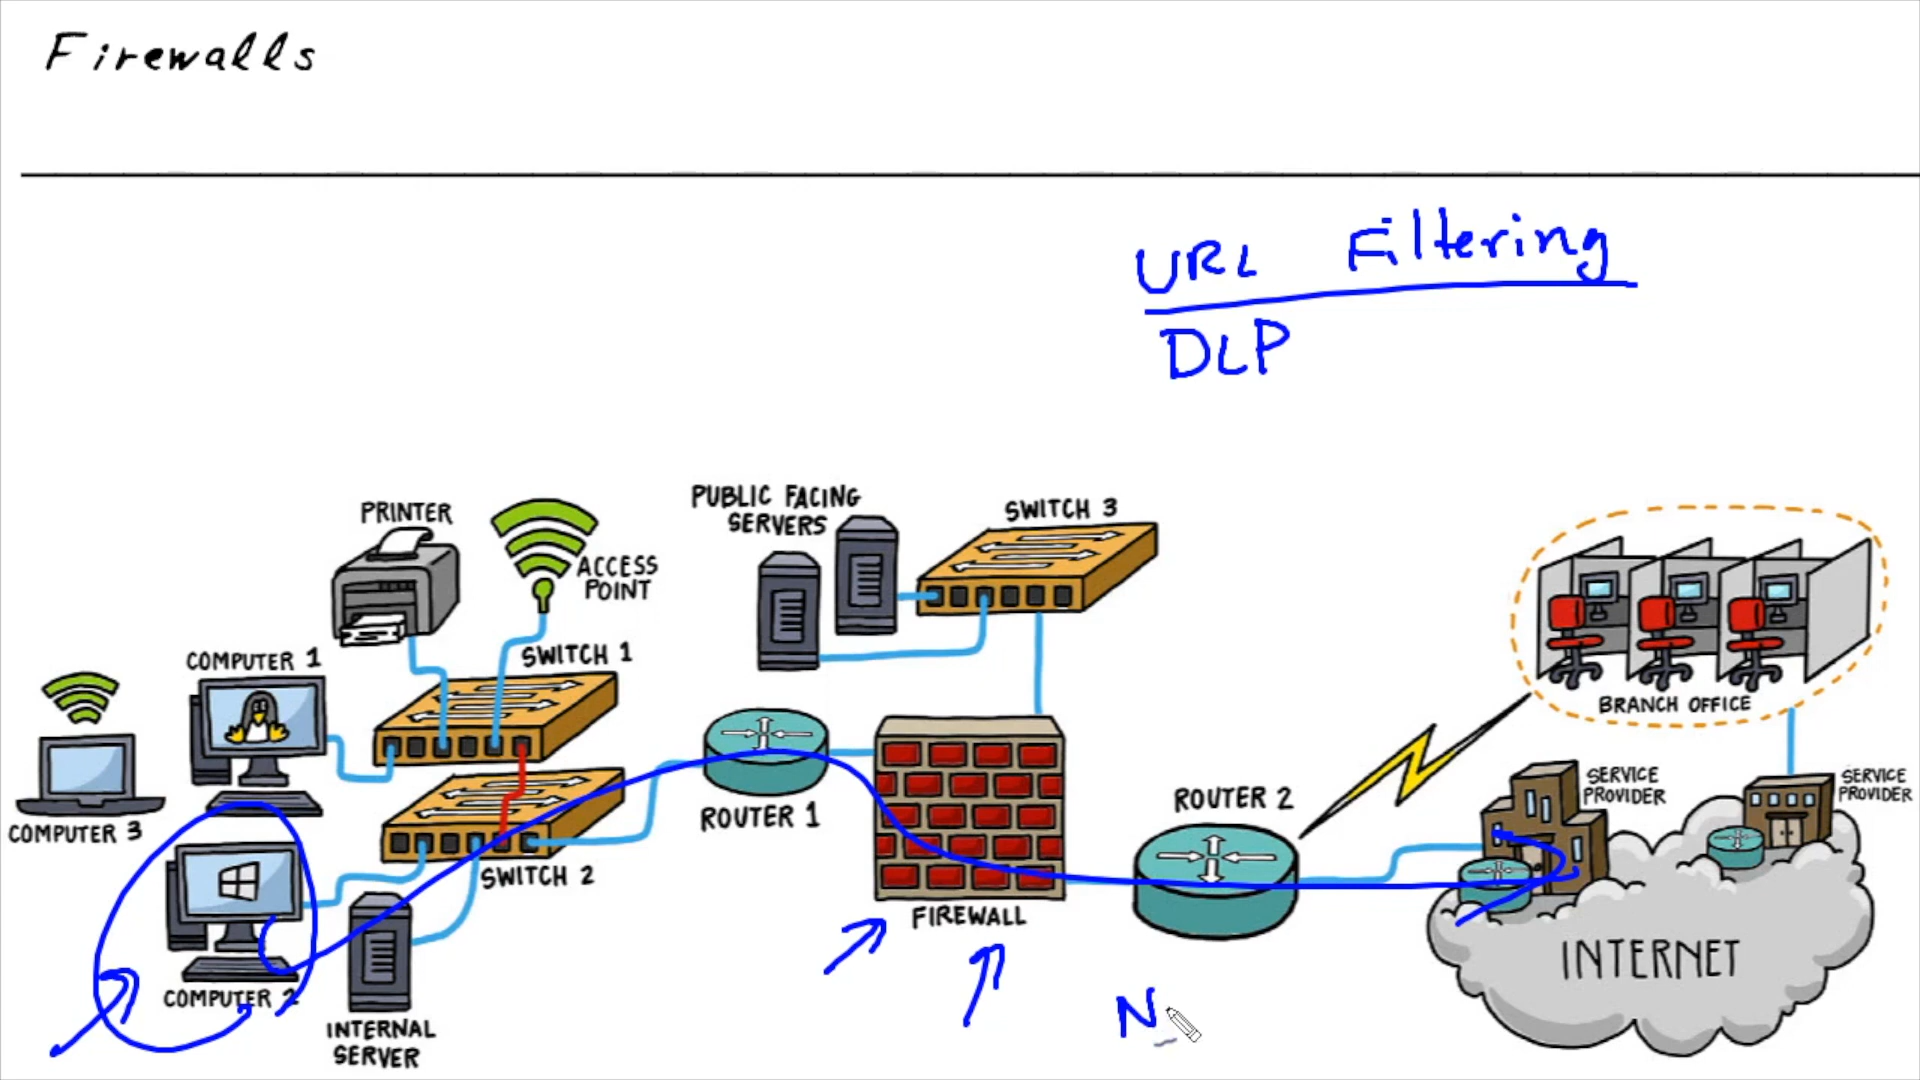 Firewalls
URL Filtering
DLP
PUBLIC FACING
SERVERS
SWITCH 3
PRINTER
ACCESS
POINT
COMPUTER 1
SWITCH 1
BRANCH OFFICE
SERVICE
PROVIDER
SERVICE
PROVIDER
COMPUTER 3
ROUTER 1
ROUTER 2
SWITCH 2
FIREWALL
INTERNET
COMPUTER 2
INTERNAL
SERVER
N